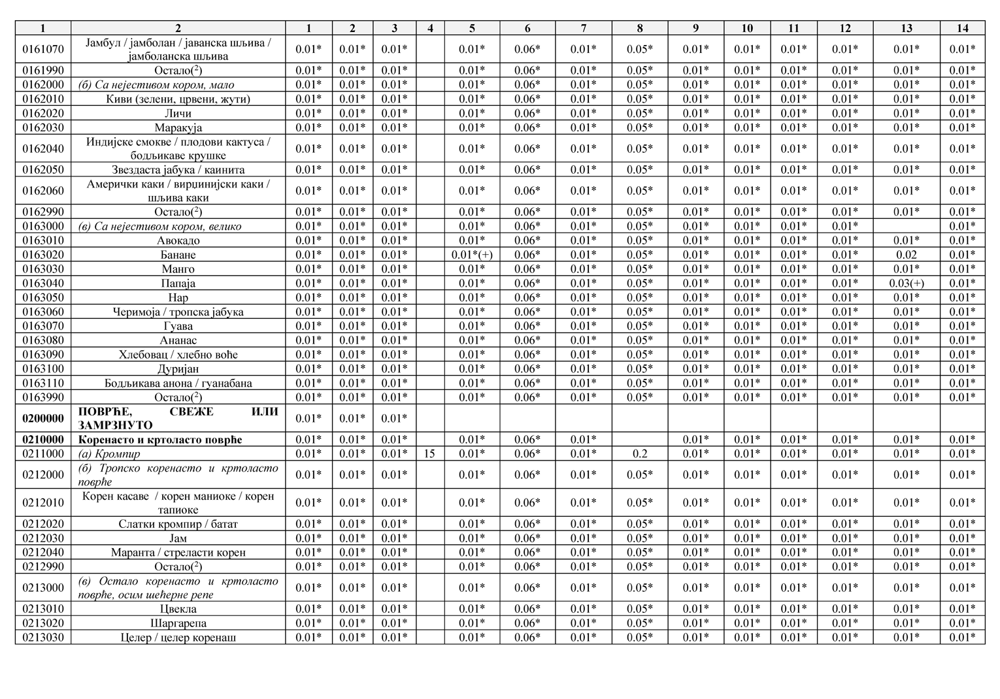 1 2 1 2 3 4 5 6 7 8 9 10 11 12 13 14
0161070 Јамбул / јамболан / јаванска шљива / 0.01* 0.01* 0.01* 0.01* 0.06* 0.01* 0.05* 0.01* 0.01* 0.01* 0.01* 0.01* 0.01*
јамболанска шљива
0161990 Остало(2) 0.01* 0.01* 0.01* 0.01* 0.06* 0.01* 0.05* 0.01* 0.01* 0.01* 0.01* 0.01* 0.01*
0162000 (б) Са нејестивом кором, мало 0.01* 0.01* 0.01* 0.01* 0.06* 0.01* 0.05* 0.01* 0.01* 0.01* 0.01* 0.01* 0.01*
0162010 Киви (зелени, црвени, жути) 0.01* 0.01* 0.01* 0.01* 0.06* 0.01* 0.05* 0.01* 0.01* 0.01* 0.01* 0.01* 0.01*
0162020 Личи 0.01* 0.01* 0.01* 0.01* 0.06* 0.01* 0.05* 0.01* 0.01* 0.01* 0.01* 0.01* 0.01*
0162030 Маракуја 0.01* 0.01* 0.01* 0.01* 0.06* 0.01* 0.05* 0.01* 0.01* 0.01* 0.01* 0.01* 0.01*
0162040 Индијске смокве / плодови кактуса / 0.01* 0.01* 0.01* 0.01* 0.06* 0.01* 0.05* 0.01* 0.01* 0.01* 0.01* 0.01* 0.01*
бодљикаве крушке
0162050 Звездаста јабука / каинита 0.01* 0.01* 0.01* 0.01* 0.06* 0.01* 0.05* 0.01* 0.01* 0.01* 0.01* 0.01* 0.01*
0162060 Амерички каки / вирџинијски каки / 0.01* 0.01* 0.01* 0.01* 0.06* 0.01* 0.05* 0.01* 0.01* 0.01* 0.01* 0.01* 0.01*
шљива каки
0162990 Остало(2) 0.01* 0.01* 0.01* 0.01* 0.06* 0.01* 0.05* 0.01* 0.01* 0.01* 0.01* 0.01* 0.01*
0163000 (в) Са нејестивом кором, велико 0.01* 0.01* 0.01* 0.01* 0.06* 0.01* 0.05* 0.01* 0.01* 0.01* 0.01* 0.01*
0163010 Авокадо 0.01* 0.01* 0.01* 0.01* 0.06* 0.01* 0.05* 0.01* 0.01* 0.01* 0.01* 0.01* 0.01*
0163020 Банане 0.01* 0.01* 0.01* 0.01*(+) 0.06* 0.01* 0.05* 0.01* 0.01* 0.01* 0.01* 0.02 0.01*
0163030 Манго 0.01* 0.01* 0.01* 0.01* 0.06* 0.01* 0.05* 0.01* 0.01* 0.01* 0.01* 0.01* 0.01*
0163040 Папаја 0.01* 0.01* 0.01* 0.01* 0.06* 0.01* 0.05* 0.01* 0.01* 0.01* 0.01* 0.03(+) 0.01*
0163050 Нар 0.01* 0.01* 0.01* 0.01* 0.06* 0.01* 0.05* 0.01* 0.01* 0.01* 0.01* 0.01* 0.01*
0163060 Черимоја / тропска јабука 0.01* 0.01* 0.01* 0.01* 0.06* 0.01* 0.05* 0.01* 0.01* 0.01* 0.01* 0.01* 0.01*
0163070 Гуава 0.01* 0.01* 0.01* 0.01* 0.06* 0.01* 0.05* 0.01* 0.01* 0.01* 0.01* 0.01* 0.01*
0163080 Ананас 0.01* 0.01* 0.01* 0.01* 0.06* 0.01* 0.05* 0.01* 0.01* 0.01* 0.01* 0.01* 0.01*
0163090 Хлебовац / хлебно воће 0.01* 0.01* 0.01* 0.01* 0.06* 0.01* 0.05* 0.01* 0.01* 0.01* 0.01* 0.01* 0.01*
0163100 Дуријан 0.01* 0.01* 0.01* 0.01* 0.06* 0.01* 0.05* 0.01* 0.01* 0.01* 0.01* 0.01* 0.01*
0163110 Бодљикава анона / гуанабана 0.01* 0.01* 0.01* 0.01* 0.06* 0.01* 0.05* 0.01* 0.01* 0.01* 0.01* 0.01* 0.01*
0163990 Остало(2) 0.01* 0.01* 0.01* 0.01* 0.06* 0.01* 0.05* 0.01* 0.01* 0.01* 0.01* 0.01* 0.01*
0200000 ПОВРЋЕ, СВЕЖЕ ИЛИ 0.01* 0.01* 0.01*
ЗАМРЗНУТО
0210000 Коренасто и кртоласто поврће 0.01* 0.01* 0.01* 0.01* 0.06* 0.01* 0.01* 0.01* 0.01* 0.01* 0.01* 0.01*
0211000 (а) Кромпир 0.01* 0.01* 0.01* 15 0.01* 0.06* 0.01* 0.2 0.01* 0.01* 0.01* 0.01* 0.01* 0.01*
0212000 (б) Тропско коренасто и кртоласто 0.01* 0.01* 0.01* 0.01* 0.06* 0.01* 0.05* 0.01* 0.01* 0.01* 0.01* 0.01* 0.01*
поврће
0212010 Корен касаве / корен маниоке / корен 0.01* 0.01* 0.01* 0.01* 0.06* 0.01* 0.05* 0.01* 0.01* 0.01* 0.01* 0.01* 0.01*
тапиоке
0212020 Слатки кромпир / батат 0.01* 0.01* 0.01* 0.01* 0.06* 0.01* 0.05* 0.01* 0.01* 0.01* 0.01* 0.01* 0.01*
0212030 Јам 0.01* 0.01* 0.01* 0.01* 0.06* 0.01* 0.05* 0.01* 0.01* 0.01* 0.01* 0.01* 0.01*
0212040 Маранта / стреласти корен 0.01* 0.01* 0.01* 0.01* 0.06* 0.01* 0.05* 0.01* 0.01* 0.01* 0.01* 0.01* 0.01*
0212990 Остало(2) 0.01* 0.01* 0.01* 0.01* 0.06* 0.01* 0.05* 0.01* 0.01* 0.01* 0.01* 0.01* 0.01*
0213000 (в) Остало коренасто и кртоласто 0.01* 0.01* 0.01* 0.01* 0.06* 0.01* 0.05* 0.01* 0.01* 0.01* 0.01* 0.01* 0.01*
поврће, осим шећерне репе
0213010 Цвекла 0.01* 0.01* 0.01* 0.01* 0.06* 0.01* 0.05* 0.01* 0.01* 0.01* 0.01* 0.01* 0.01*
0213020 Шаргарепа 0.01* 0.01* 0.01* 0.01* 0.06* 0.01* 0.05* 0.01* 0.01* 0.01* 0.01* 0.01* 0.01*
0213030 Целер / целер коренаш 0.01* 0.01* 0.01* 0.01* 0.06* 0.01* 0.05* 0.01* 0.01* 0.01* 0.01* 0.01* 0.01*